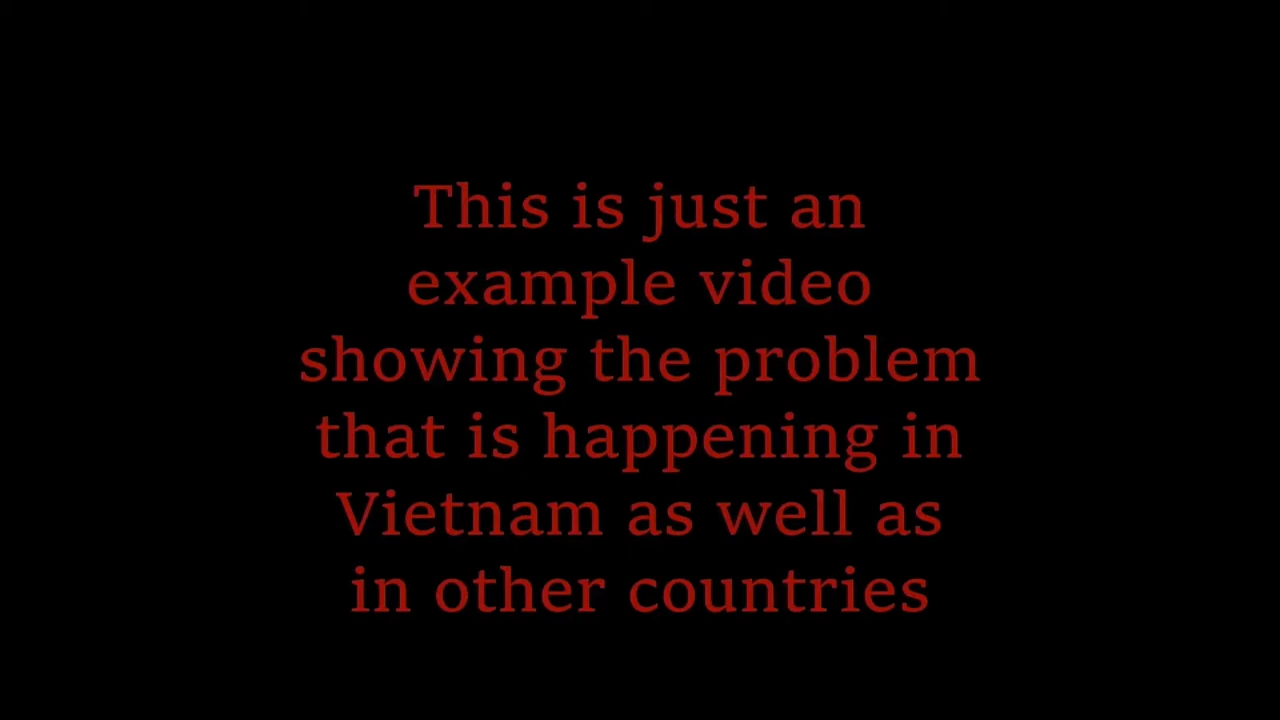 This is just an
example video
showing the problem
that is happening in
Vietnam as well as
in other countries